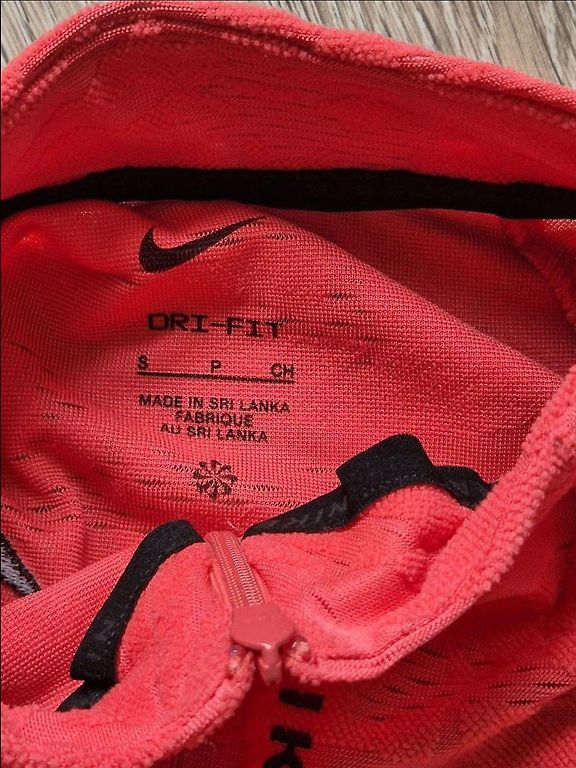 DRI-FIT
S P CH
MADE IN SRI LANKA
FABRIQUE
AU SRI LANKA